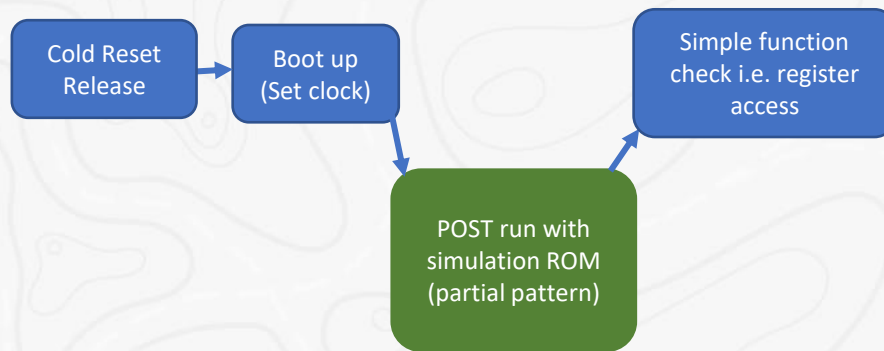 Cold Reset
Release
Boot up
(Set clock)
POST run with
simulation ROM
(partial pattern)
Simple function
check i.e. register
access